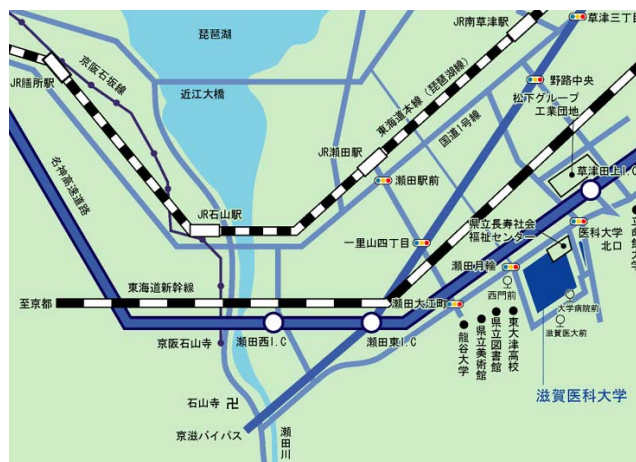 琵琶湖
JR南草津駅
草津三丁目
京阪石坂線
JR膳所駅
近江大橋
東海道本線(琵琶湖線)
野路中央
松下グループ
工業団地
国道1号線
JR瀬田駅
草津田上I.C
瀬田駅前
名神高速道路
JR石山駅
県立長寿社会
福祉センター
医科大学
北口
立命館大学
一里山四丁目
瀬田月輪
東海道新幹線
至京都
瀬田大江町
西門前
大学病院前
滋賀医大前
京阪石山寺
瀬田西I.C
瀬田東I.C
龍谷大学
県立美術館
県立図書館
東大津高校
滋賀医科大学
石山寺
京滋バイパス
瀬田川